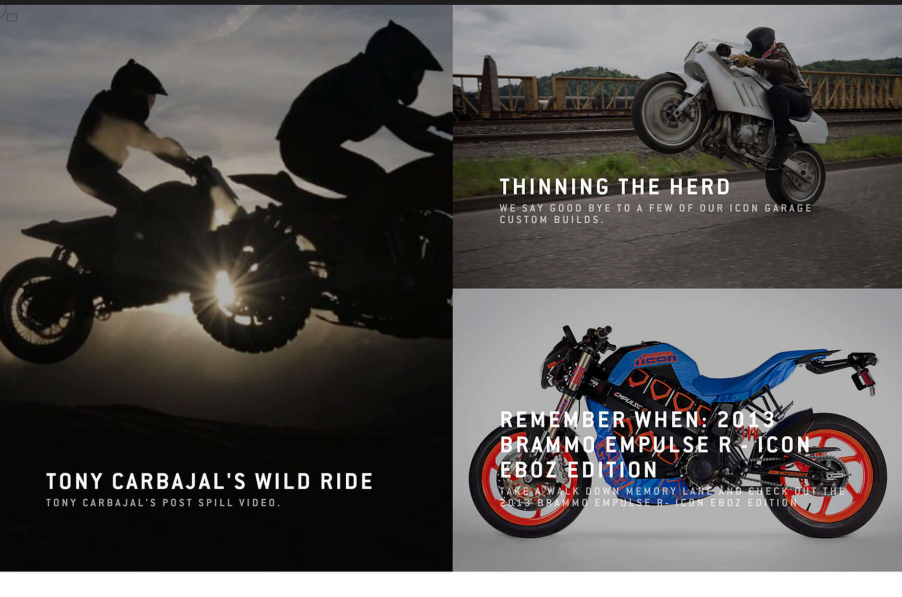 TONY CARBAJAL'S WILD RIDE
TONY CARBAJAL'S POST SPILL VIDEO.
THINNING THE HERD
WE SAY GOOD BYE TO A FEW OF OUR ICON GARAGE
CUSTOM BUILDS.
ICON
EMPULSE
REMEMBER WHEN: 2013
BRAMMO EMPULSE R - ICON
EBOZ EDITION
TAKE A WALK DOWN MEMORY LANE AND CHECK OUT THE
2013 BRAMMO EMPULSE R- ICON EBOZ EDITION